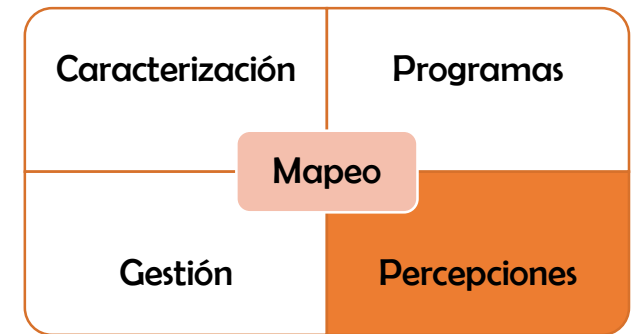 Caracterización
Programas
Mapeo
Gestión
Percepciones